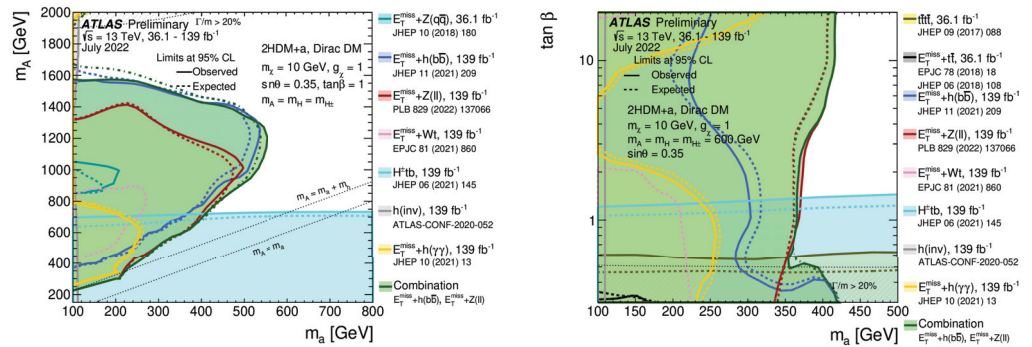 m_A [GeV]
2000
1800
1600
1400
1200
1000
800
600
400
200
100 200 300 400 500 600 700 800
m_a [GeV]
ATLAS Preliminary
√s = 13 TeV, 36.1 - 139 fb⁻¹
July 2022
Limits at 95% CL
Observed
Expected
Γ/m > 20%
2HDM+a, Dirac DM
m_χ = 10 GeV, g_χ = 1
sinθ = 0.35, tanβ = 1
m_A = m_H = m_H±
m_A = m_a + m_h
m_A = m_a
E_T^miss+Z(qq̄), 36.1 fb⁻¹
JHEP 10 (2018) 180
E_T^miss+h(bb̄), 139 fb⁻¹
JHEP 11 (2021) 209
E_T^miss+Z(ll), 139 fb⁻¹
PLB 829 (2022) 137066
E_T^miss+Wt, 139 fb⁻¹
EPJC 81 (2021) 860
H±tb, 139 fb⁻¹
JHEP 06 (2021) 145
h(inv), 139 fb⁻¹
ATLAS-CONF-2020-052
E_T^miss+h(γγ), 139 fb⁻¹
JHEP 10 (2021) 13
Combination
E_T^miss+h(bb̄), E_T^miss+Z(ll)
tan β
10
1
100 150 200 250 300 350 400 450 500
m_a [GeV]
ATLAS Preliminary
√s = 13 TeV, 36.1 - 139 fb⁻¹
July 2022
Limits at 95% CL
Observed
Expected
2HDM+a, Dirac DM
m_χ = 10 GeV, g_χ = 1
m_A = m_H = m_H± = 600 GeV
sinθ = 0.35
Γ/m > 20%
tt̄tt̄, 36.1 fb⁻¹
JHEP 09 (2017) 088
E_T^miss+tt̄, 36.1 fb⁻¹
EPJC 78 (2018) 18
JHEP 06 (2018) 108
E_T^miss+h(bb̄), 139 fb⁻¹
JHEP 11 (2021) 209
E_T^miss+Z(ll), 139 fb⁻¹
PLB 829 (2022) 137066
E_T^miss+Wt, 139 fb⁻¹
EPJC 81 (2021) 860
H±tb, 139 fb⁻¹
JHEP 06 (2021) 145
h(inv), 139 fb⁻¹
ATLAS-CONF-2020-052
E_T^miss+h(γγ), 139 fb⁻¹
JHEP 10 (2021) 13
Combination
E_T^miss+h(bb̄), E_T^miss+Z(ll)